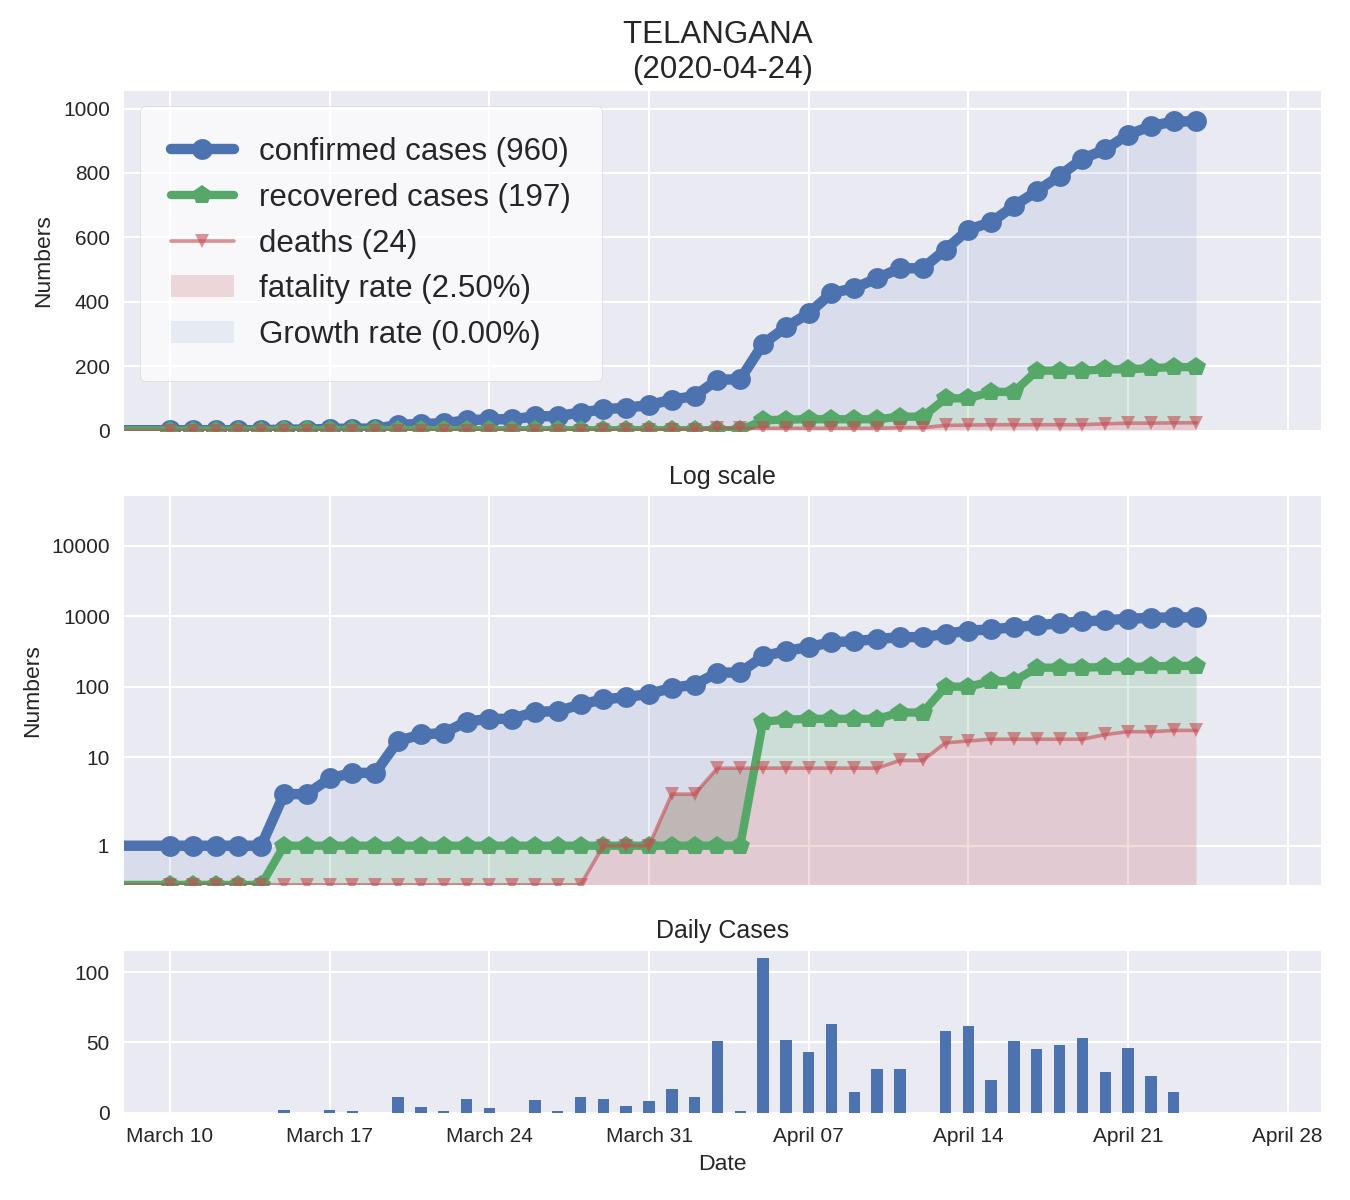 TELANGANA
(2020-04-24)
1000
800
600
400
200
0
Numbers
confirmed cases (960)
recovered cases (197)
deaths (24)
fatality rate (2.50%)
Growth rate (0.00%)
Log scale
10000
1000
100
10
1
Numbers
Daily Cases
100
50
0
March 10 March 17 March 24 March 31 April 07 April 14 April 21 April 28
Date